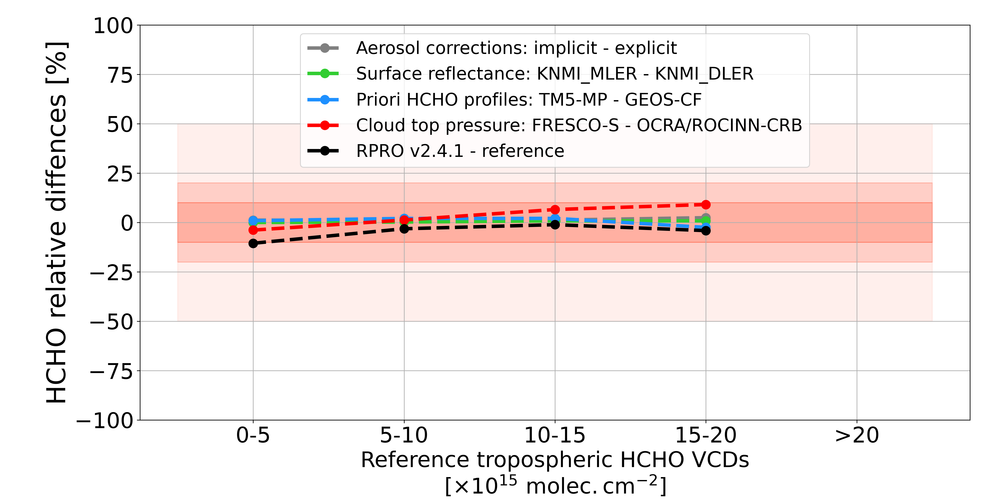 HCHO relative differences [%]
100
75
50
25
0
−25
−50
−75
−100
Aerosol corrections: implicit - explicit
Surface reflectance: KNMI_MLER - KNMI_DLER
Priori HCHO profiles: TM5-MP - GEOS-CF
Cloud top pressure: FRESCO-S - OCRA/ROCINN-CRB
RPRO v2.4.1 - reference
0-5 5-10 10-15 15-20 >20
Reference tropospheric HCHO VCDs
[×10¹⁵ molec. cm⁻²]